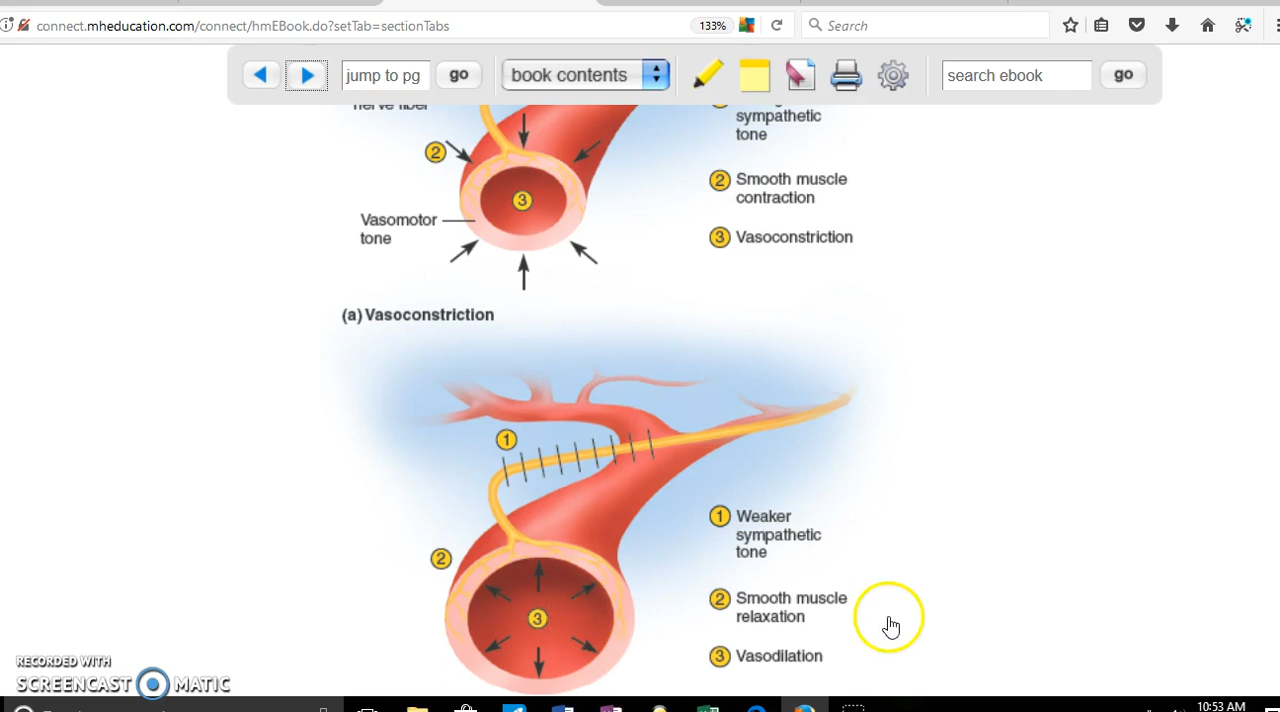 connect.mheducation.com/connect/hmEBook.do?setTab=sectionTabs
133%
Search
jump to pg
go
book contents
search ebook
go
nerve fiber
sympathetic
tone
2
2 Smooth muscle
contraction
3
Vasomotor
tone
3 Vasoconstriction
(a) Vasoconstriction
1
1 Weaker
sympathetic
tone
2
2 Smooth muscle
relaxation
3
3 Vasodilation
RECORDED WITH
SCREENCAST MATIC
10:53 AM